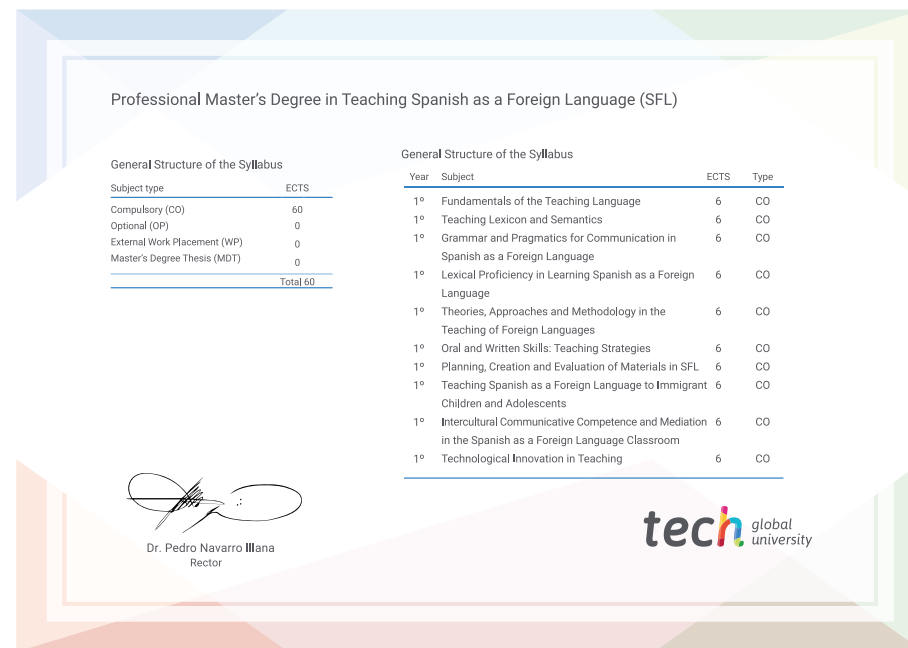 Professional Master's Degree in Teaching Spanish as a Foreign Language (SFL)
General Structure of the Syllabus
Subject type ECTS
Compulsory (CO) 60
Optional (OP) 0
External Work Placement (WP) 0
Master's Degree Thesis (MDT) 0
Total 60
General Structure of the Syllabus
Year Subject ECTS Type
1º Fundamentals of the Teaching Language 6 CO
1º Teaching Lexicon and Semantics 6 CO
1º Grammar and Pragmatics for Communication in 6 CO
Spanish as a Foreign Language
1º Lexical Proficiency in Learning Spanish as a Foreign 6 CO
Language
1º Theories, Approaches and Methodology in the 6 CO
Teaching of Foreign Languages
1º Oral and Written Skills: Teaching Strategies 6 CO
1º Planning, Creation and Evaluation of Materials in SFL 6 CO
1º Teaching Spanish as a Foreign Language to Immigrant 6 CO
Children and Adolescents
1º Intercultural Communicative Competence and Mediation 6 CO
in the Spanish as a Foreign Language Classroom
1º Technological Innovation in Teaching 6 CO
Dr. Pedro Navarro Illana
Rector
tech global
university